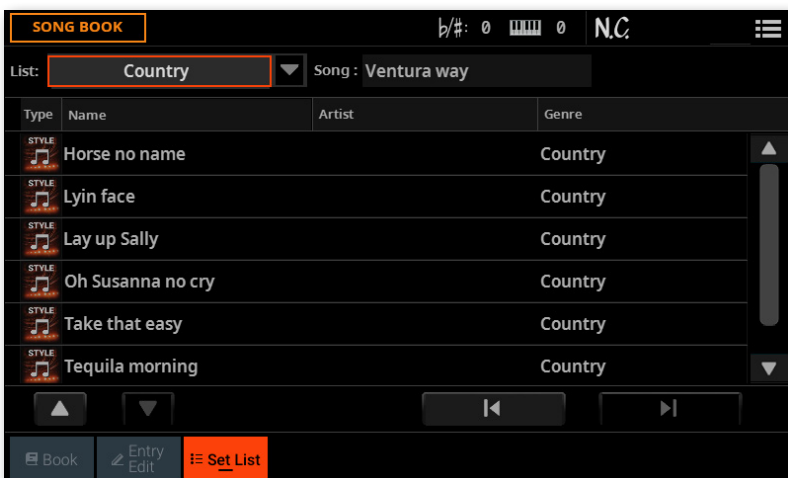 SONG BOOK ♭/#: 0 0 N.C.
List: Country Song : Ventura way
Type Name Artist Genre
STYLE Horse no name Country
STYLE Lyin face Country
STYLE Lay up Sally Country
STYLE Oh Susanna no cry Country
STYLE Take that easy Country
STYLE Tequila morning Country
Book Entry Edit Set List